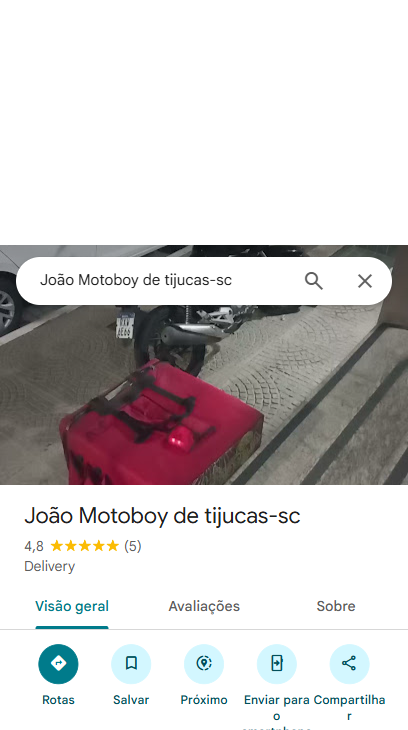 João Motoboy de tijucas-sc
João Motoboy de tijucas-sc
4,8 (5)
Delivery
Visão geral Avaliações Sobre
Rotas Salvar Próximo Enviar para o Compartilhar